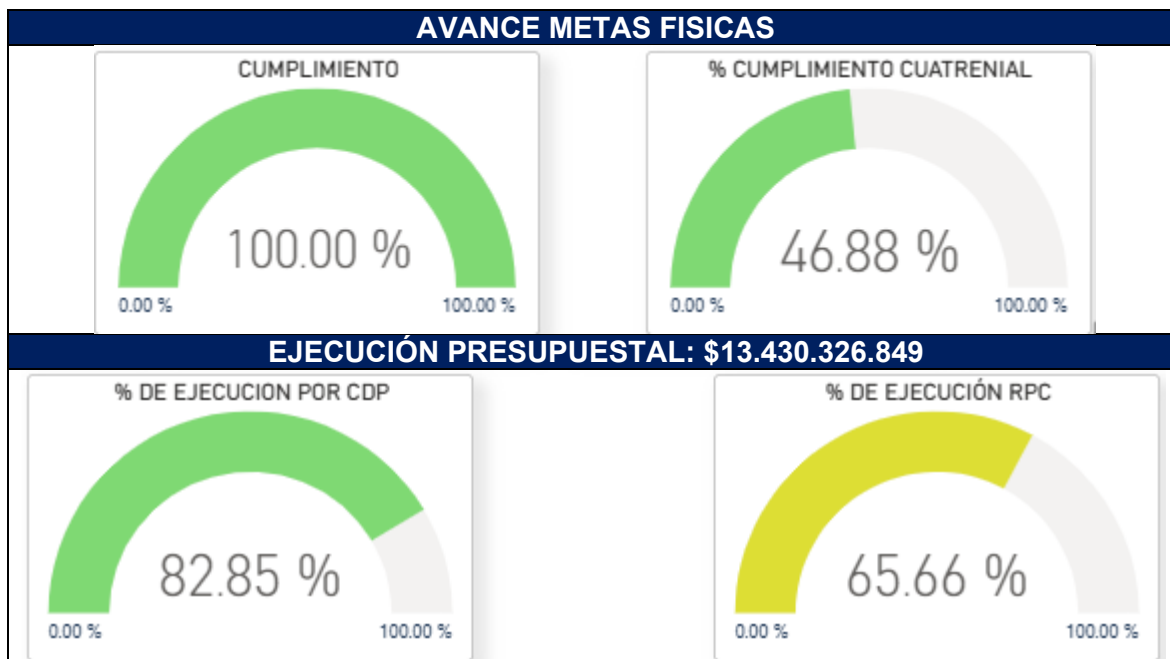 AVANCE METAS FISICAS
CUMPLIMIENTO
100.00 %
0.00 %
100.00 %
% CUMPLIMIENTO CUATRENIAL
46.88 %
0.00 %
100.00 %
EJECUCIÓN PRESUPUESTAL: $13.430.326.849
% DE EJECUCION POR CDP
82.85 %
0.00 %
100.00 %
% DE EJECUCIÓN RPC
65.66 %
0.00 %
100.00 %